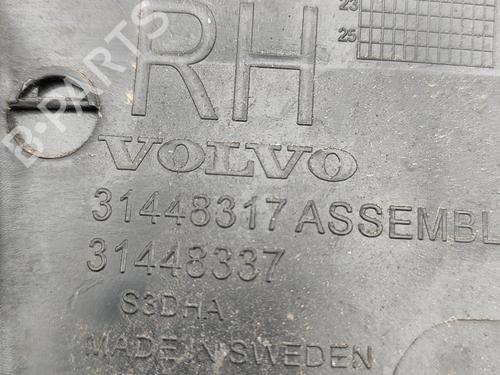 23
25
RH
B-PARTS
VOLVO
31448317 ASSEMBL
31448337
S3DHA
MADE IN SWEDEN